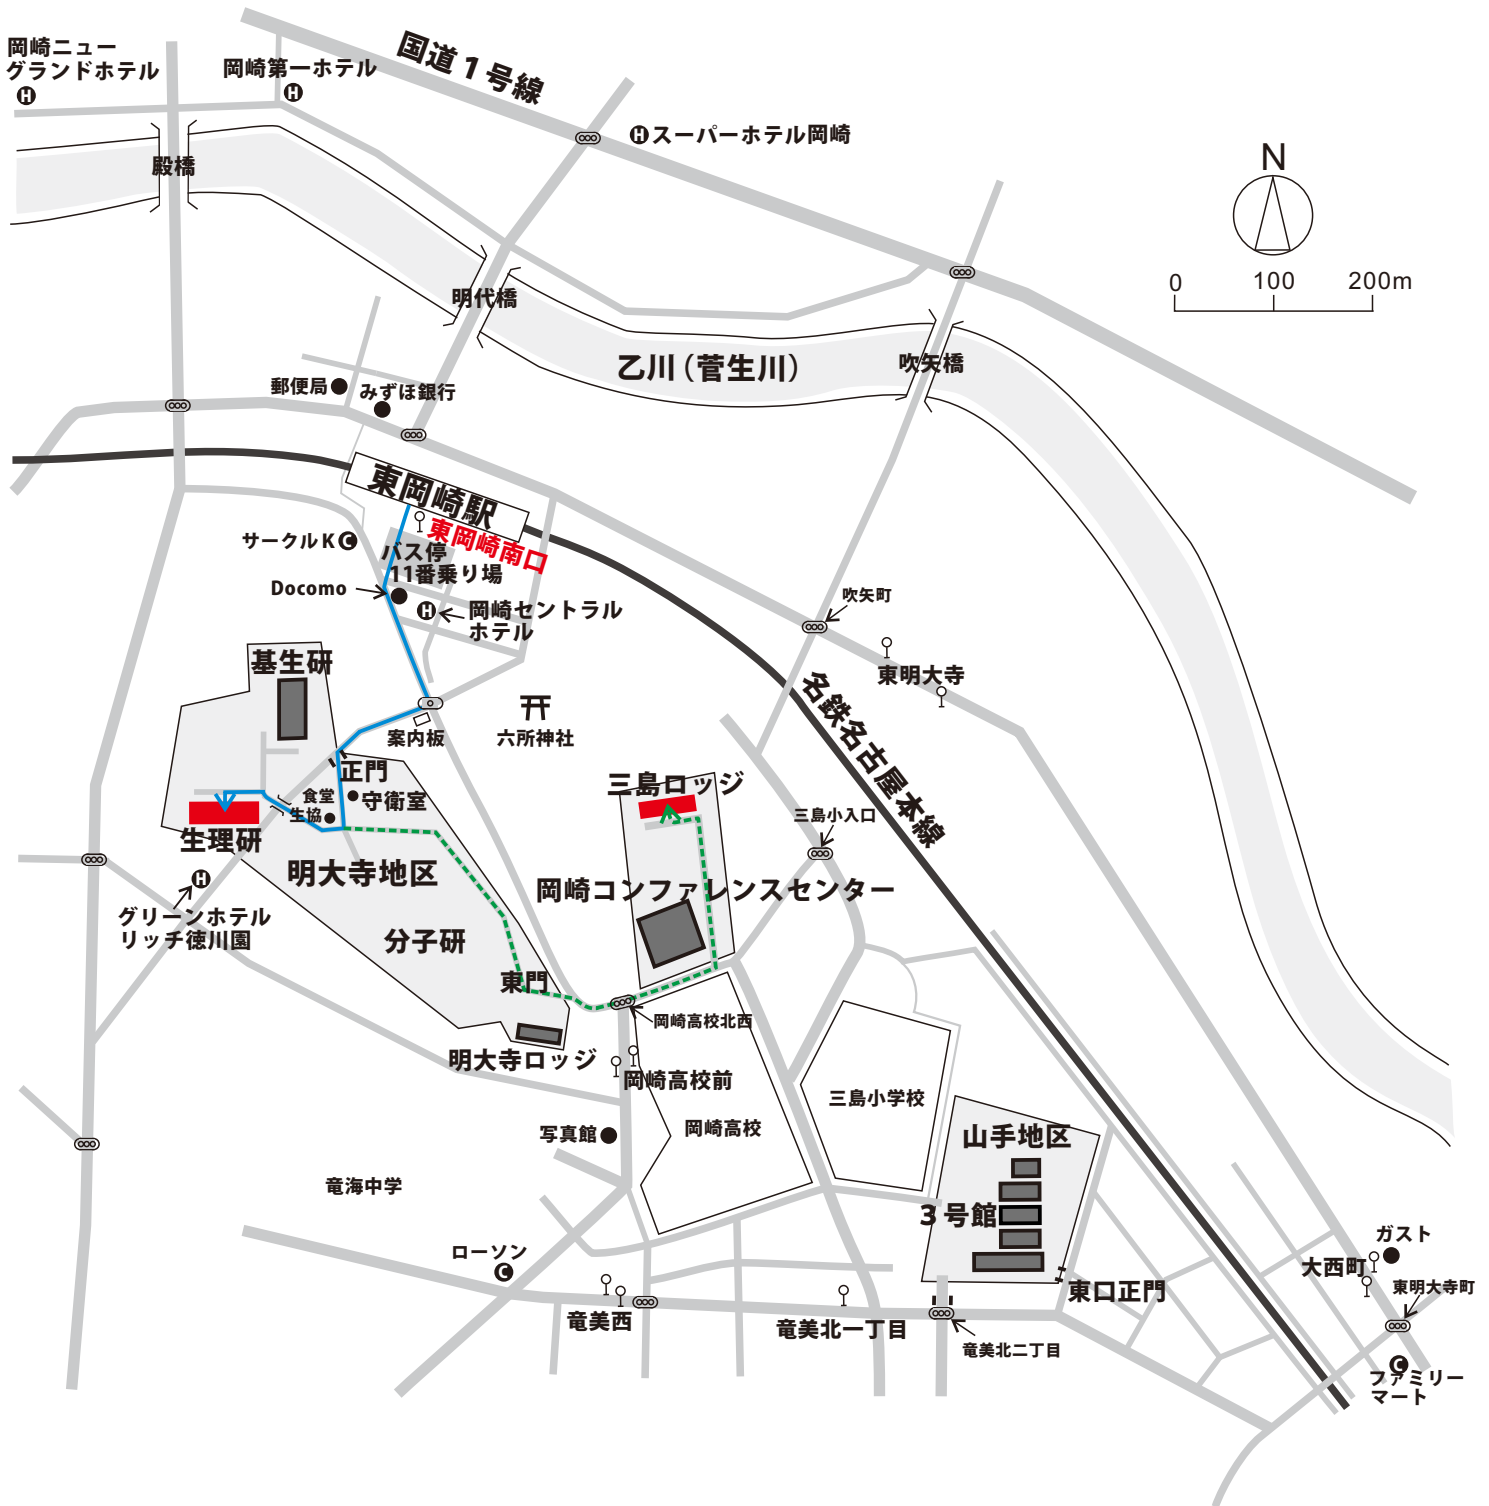 岡崎ニュー
グランドホテル
H
岡崎第一ホテル
H
国道1号線
H スーパーホテル岡崎
N
0 100 200m
殿橋
明代橋
乙川（菅生川）
吹矢橋
郵便局
みずほ銀行
東岡崎駅
東岡崎南口
サークルK C
バス停
11番乗り場
Docomo
H
岡崎セントラル
ホテル
吹矢町
東明大寺
名鉄名古屋本線
基生研
案内板
六所神社
正門
食堂
守衛室
生協
生理研
三島ロッジ
三島小入口
H
グリーンホテル
リッチ徳川園
明大寺地区
岡崎コンファレンスセンター
分子研
東門
岡崎高校北西
明大寺ロッジ
岡崎高校前
写真館
岡崎高校
三島小学校
山手地区
竜海中学
3号館
ローソン
C
ガスト
大西町
東明大寺町
東口正門
竜美西
竜美北一丁目
竜美北二丁目
C
ファミリー
マート